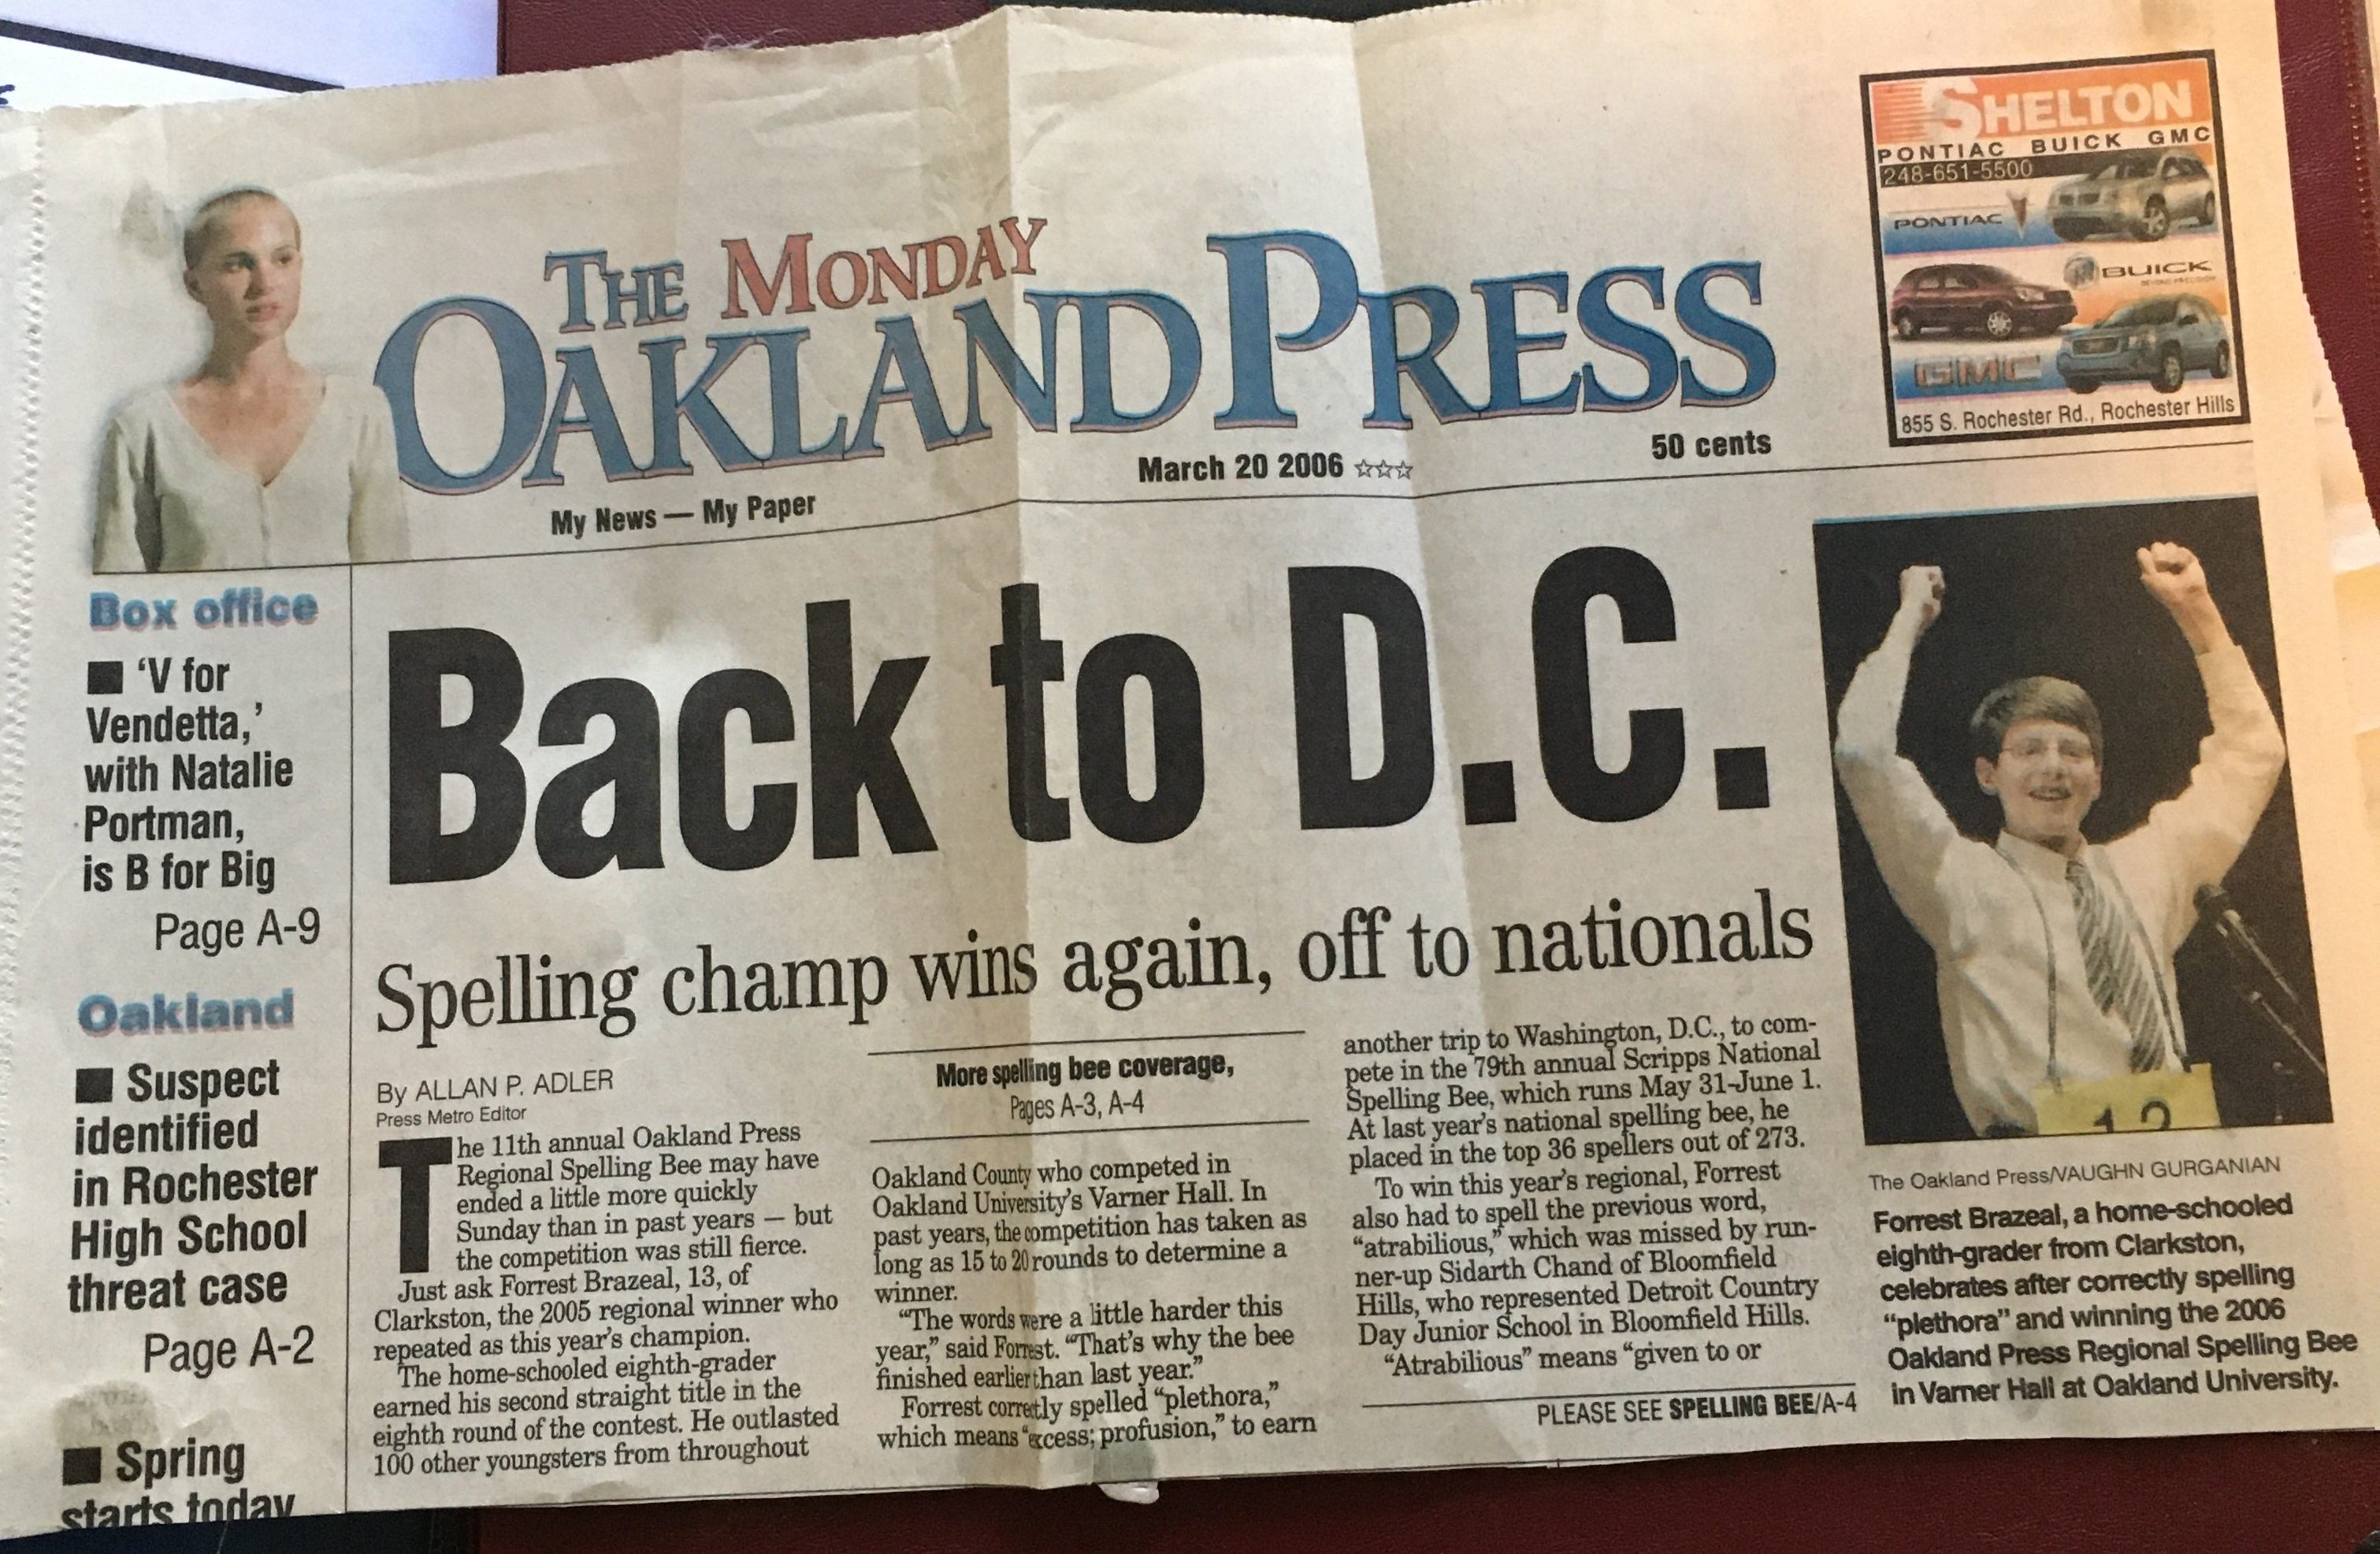 THE MONDAY
OAKLAND PRESS
My News — My Paper
March 20 2006 ☆☆☆
50 cents
SHELTON
PONTIAC BUICK GMC
248-651-5500
PONTIAC
BUICK
GMC
855 S. Rochester Rd., Rochester Hills
Box office
■ ‘V for
Vendetta,’
with Natalie
Portman,
is B for Big
Page A-9
Oakland
■ Suspect
identified
in Rochester
High School
threat case
Page A-2
■ Spring
starts today
Back to D.C.
Spelling champ wins again, off to nationals
By ALLAN P. ADLER
Press Metro Editor
The 11th annual Oakland Press
Regional Spelling Bee may have
ended a little more quickly
Sunday than in past years — but
the competition was still fierce.
Just ask Forrest Brazeal, 13, of
Clarkston, the 2005 regional winner who
repeated as this year’s champion.
The home-schooled eighth-grader
earned his second straight title in the
eighth round of the contest. He outlasted
100 other youngsters from throughout
More spelling bee coverage,
Pages A-3, A-4
Oakland County who competed in
Oakland University’s Varner Hall. In
past years, the competition has taken as
long as 15 to 20 rounds to determine a
winner.
“The words were a little harder this
year,” said Forrest. “That’s why the bee
finished earlier than last year.”
Forrest correctly spelled “plethora,”
which means “excess; profusion,” to earn
another trip to Washington, D.C., to com-
pete in the 79th annual Scripps National
Spelling Bee, which runs May 31-June 1.
At last year’s national spelling bee, he
placed in the top 36 spellers out of 273.
To win this year’s regional, Forrest
also had to spell the previous word,
“atrabilious,” which was missed by run-
ner-up Sidarth Chand of Bloomfield
Hills, who represented Detroit Country
Day Junior School in Bloomfield Hills.
“Atrabilious” means “given to or
PLEASE SEE SPELLING BEE/A-4
12
The Oakland Press/VAUGHN GURGANIAN
Forrest Brazeal, a home-schooled
eighth-grader from Clarkston,
celebrates after correctly spelling
“plethora” and winning the 2006
Oakland Press Regional Spelling Bee
in Varner Hall at Oakland University.